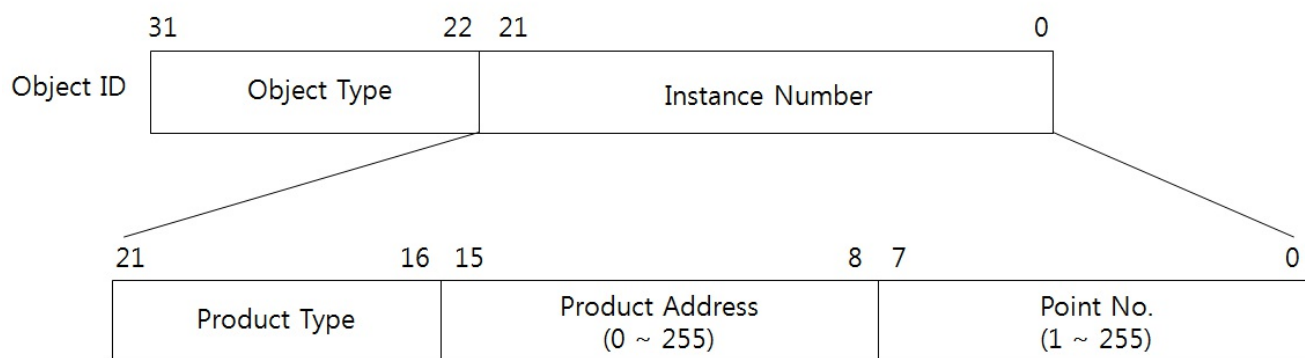 31 22 21 0
Object ID Object Type Instance Number
21 16 15 8 7 0
Product Type Product Address Point No.
(0 ~ 255) (1 ~ 255)